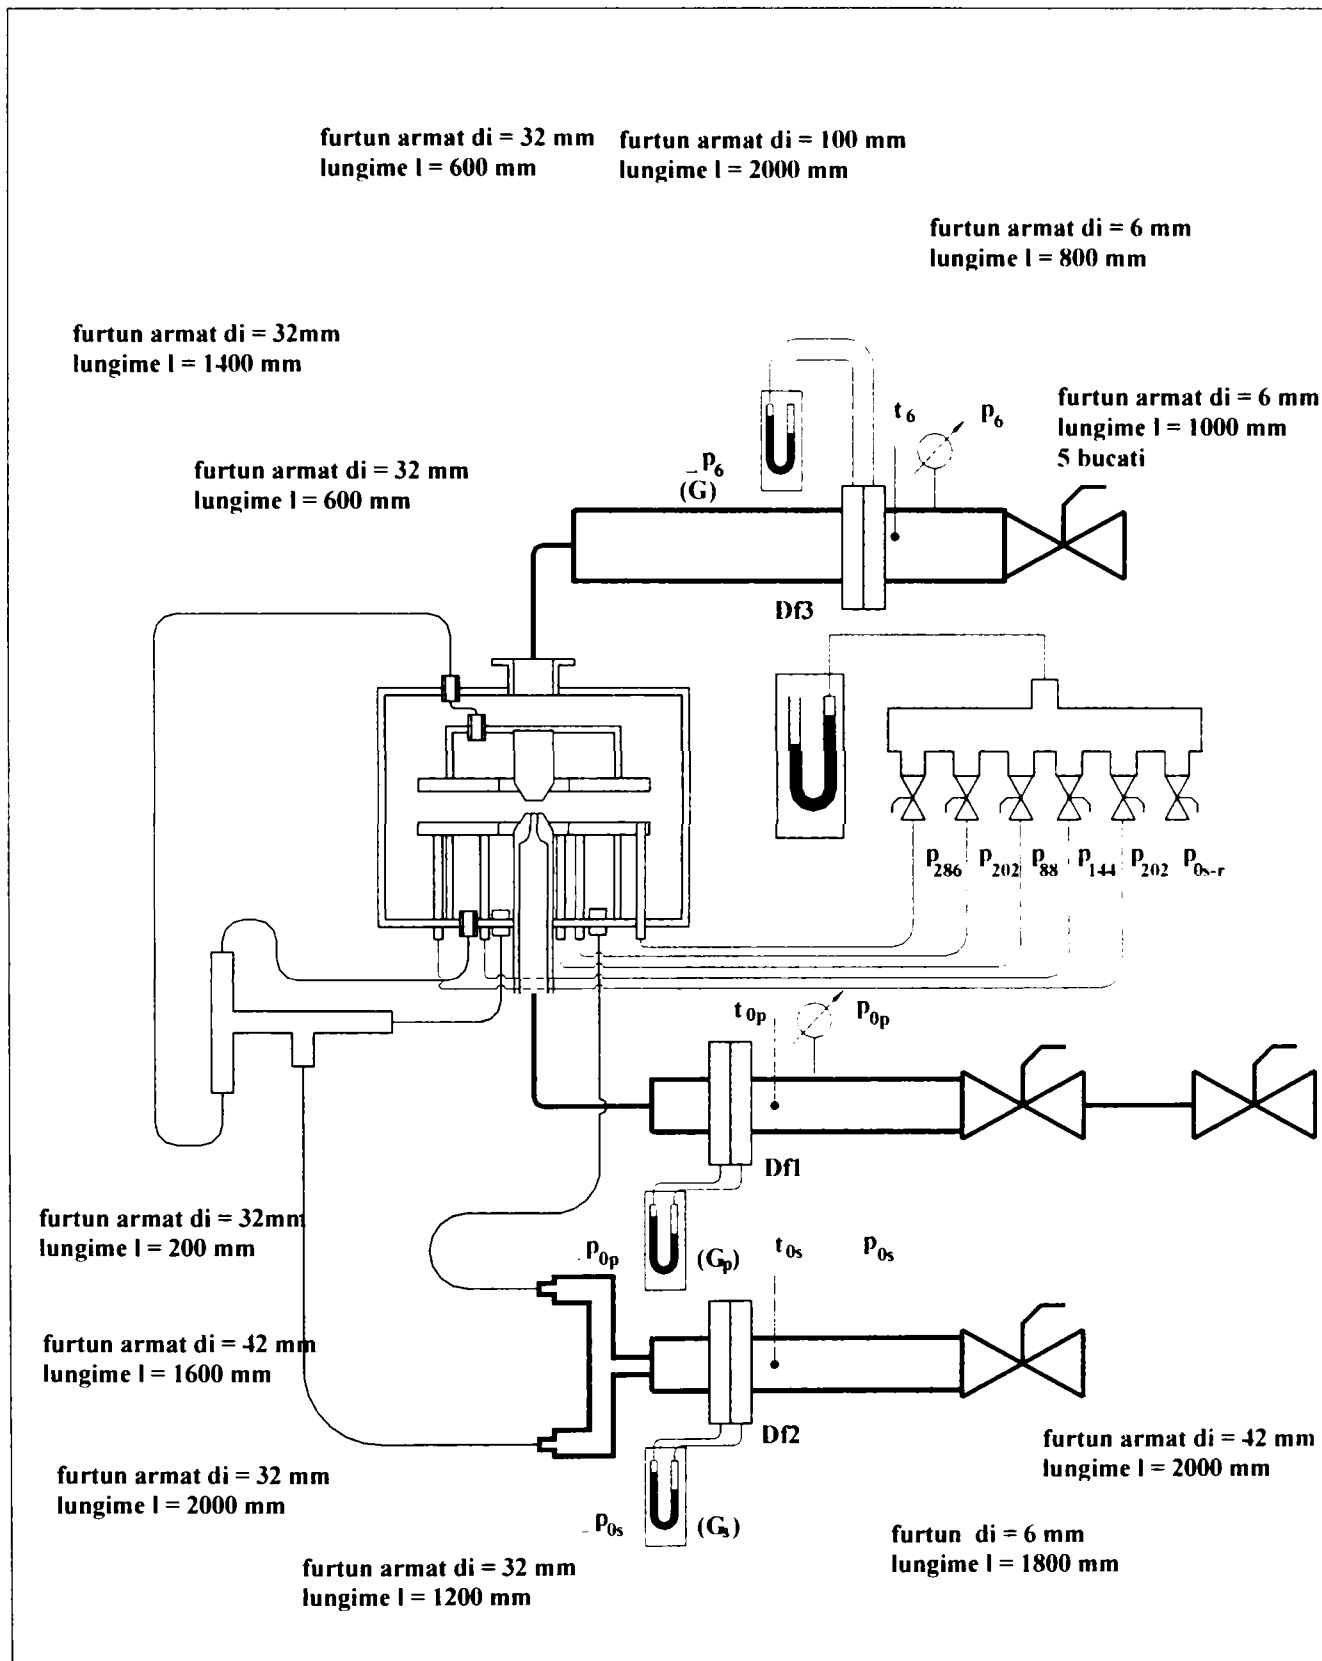 furtun armat di = 32 mm
lungime l = 600 mm
furtun armat di = 100 mm
lungime l = 2000 mm
furtun armat di = 6 mm
lungime l = 800 mm
furtun armat di = 32mm
lungime l = 1400 mm
furtun armat di = 6 mm
lungime l = 1000 mm
5 bucati
t6
p6
furtun armat di = 32 mm
lungime l = 600 mm
_p6
(G)
Df3
p286 p202 p88 p144 p202 p0s-r
t0p
p0p
Df1
furtun armat di = 32mm
lungime l = 200 mm
_p0p
(Gp)
t0s
p0s
furtun armat di = 42 mm
lungime l = 1600 mm
Df2
furtun armat di = 42 mm
lungime l = 2000 mm
furtun armat di = 32 mm
lungime l = 2000 mm
_p0s
(Gs)
furtun di = 6 mm
lungime l = 1800 mm
furtun armat di = 32 mm
lungime l = 1200 mm